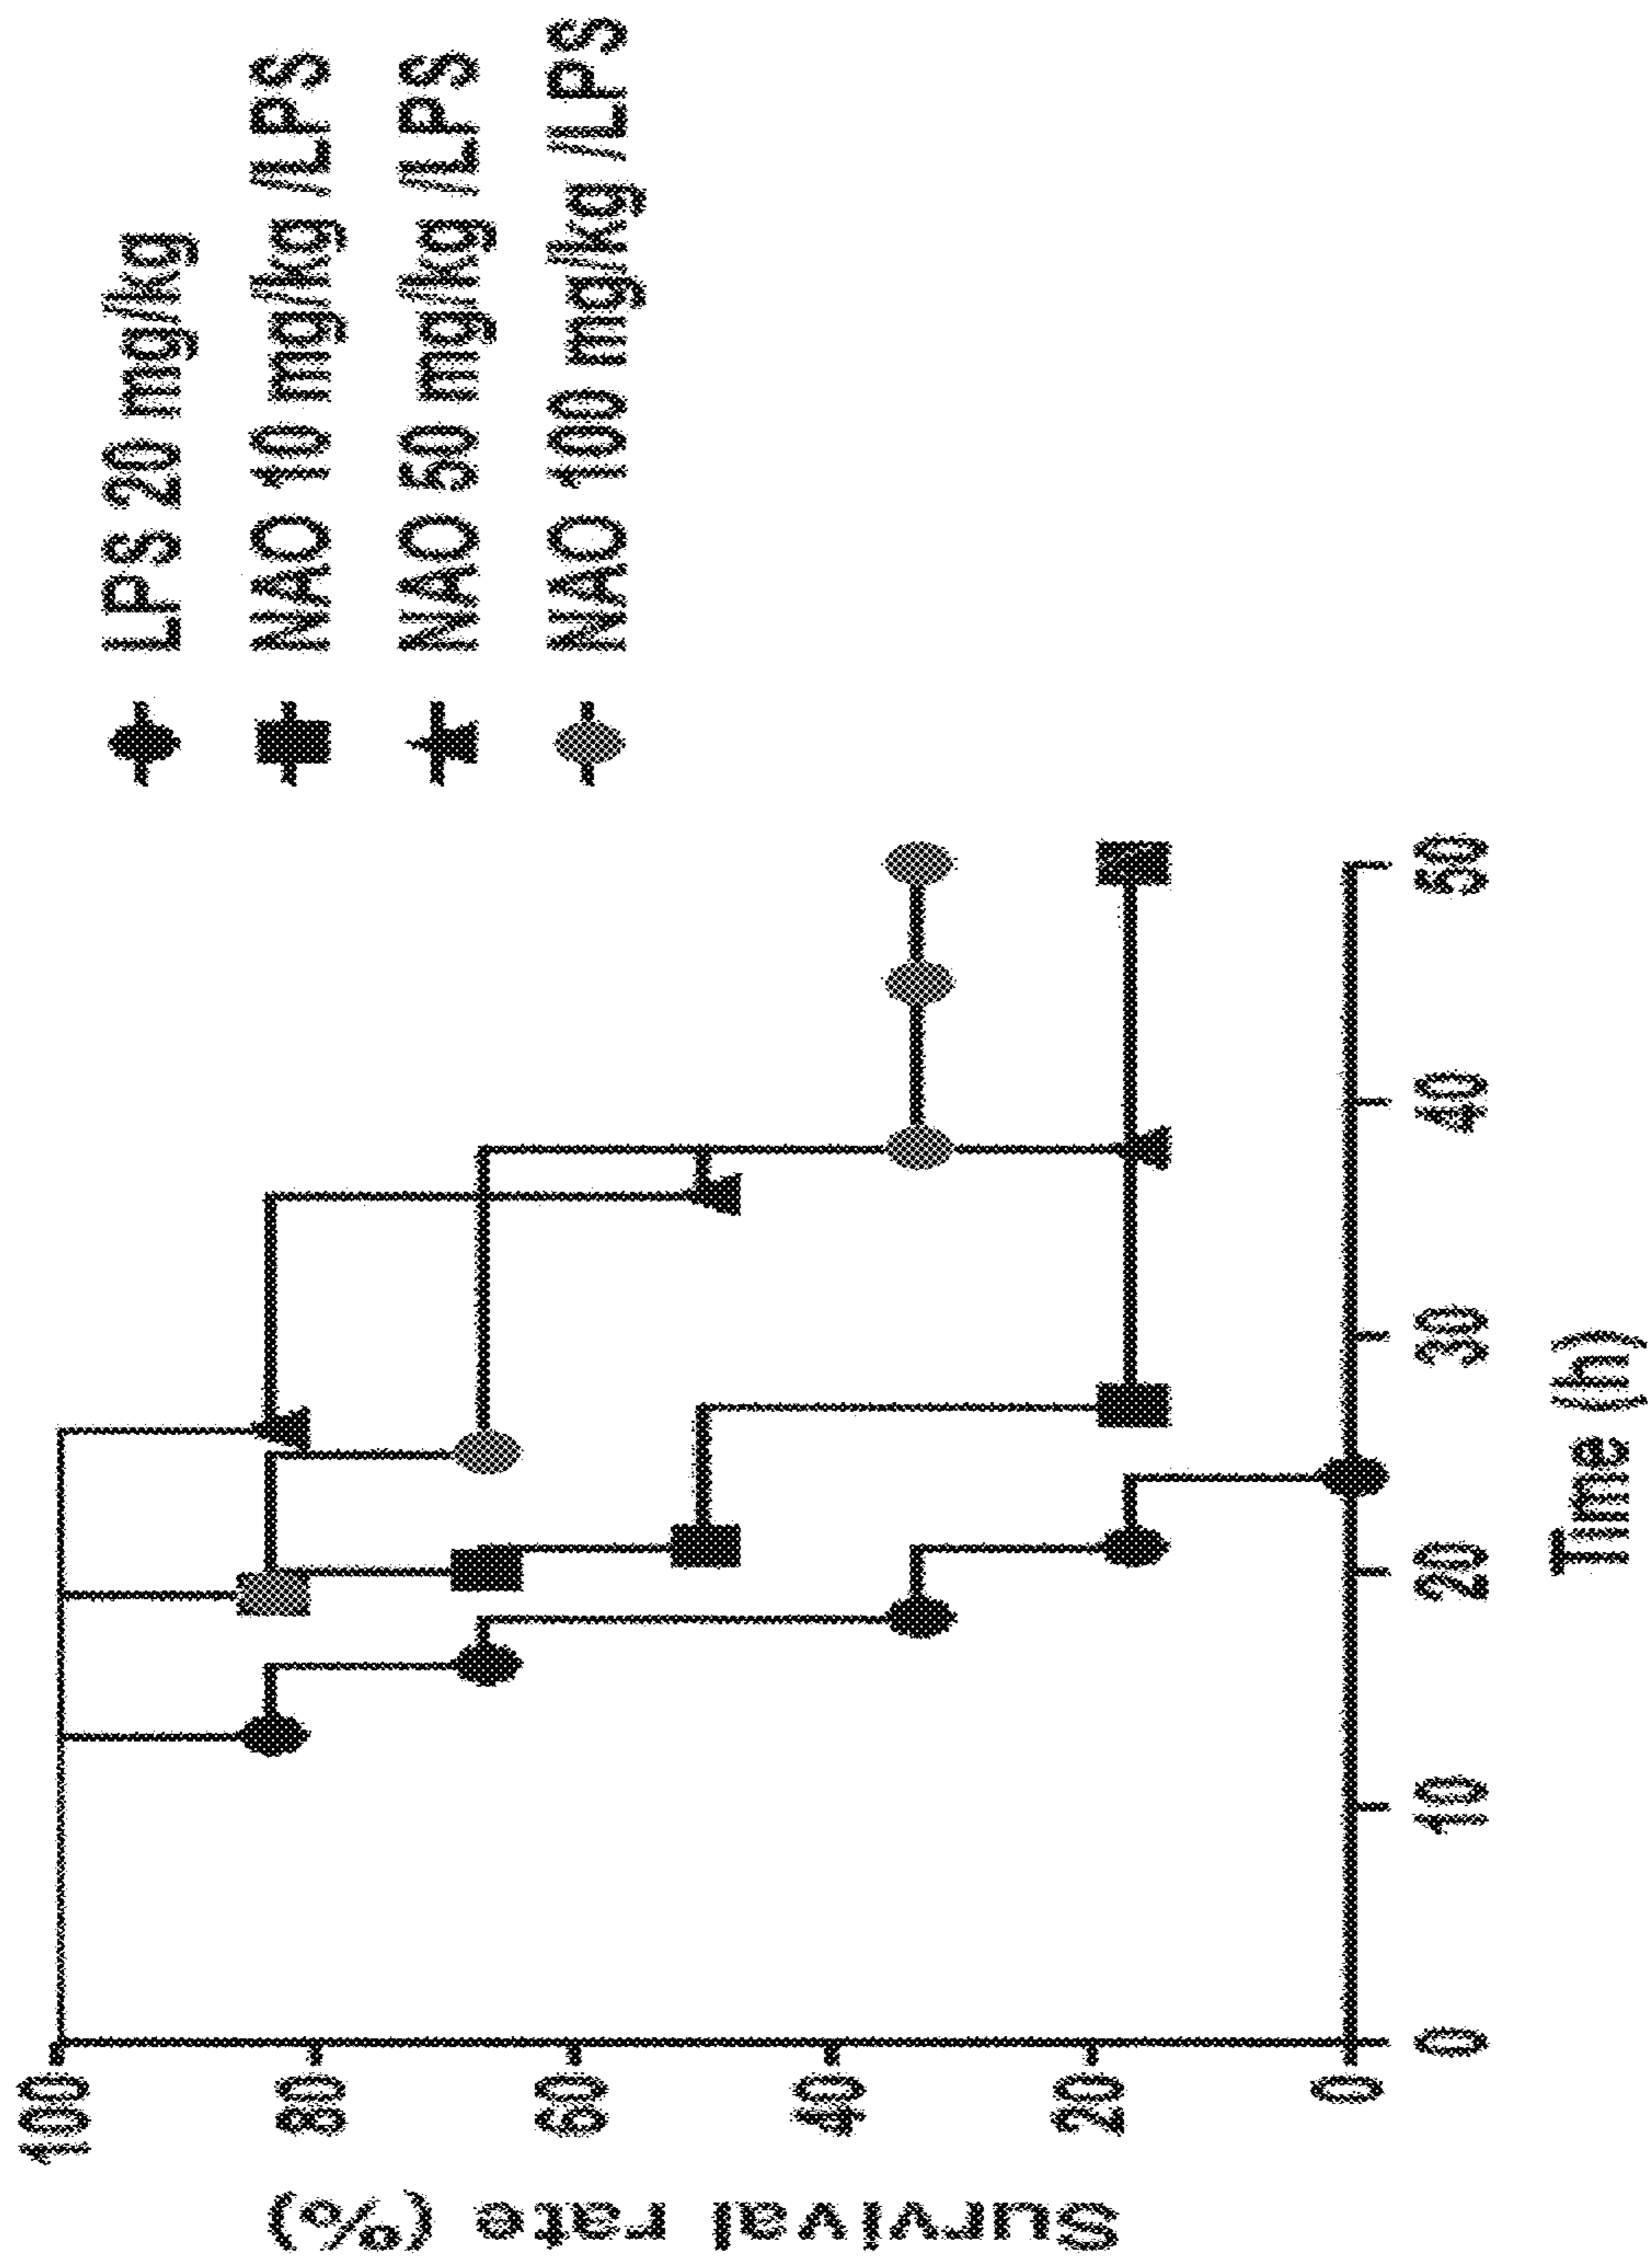 LPS 20 mg/kg
NAO 10 mg/kg /LPS
NAO 50 mg/kg /LPS
NAO 100 mg/kg /LPS
Survival rate (%)
100
80
60
40
20
0
0
10
20
30
40
50
Time (h)